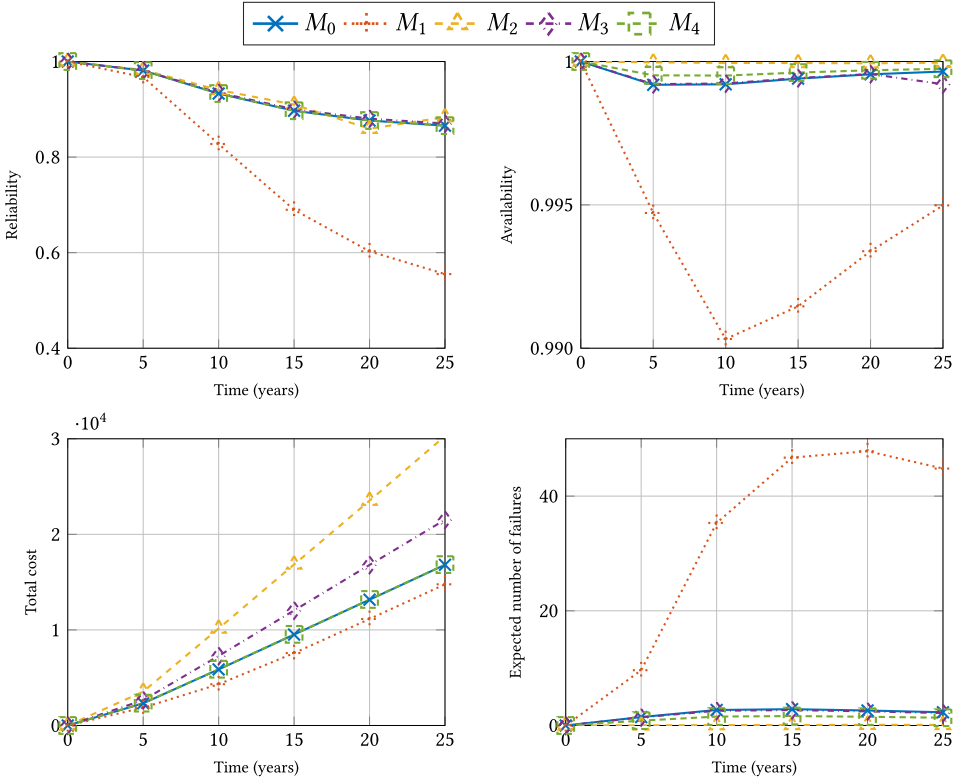 M0 M1 M2 M3 M4
1
0.8
0.6
0.4
0 5 10 15 20 25
Time (years)
Reliability
1
0.995
0.990
0 5 10 15 20 25
Time (years)
Availability
·10^4
3
2
1
0
0 5 10 15 20 25
Time (years)
Total cost
40
20
0
0 5 10 15 20 25
Time (years)
Expected number of failures